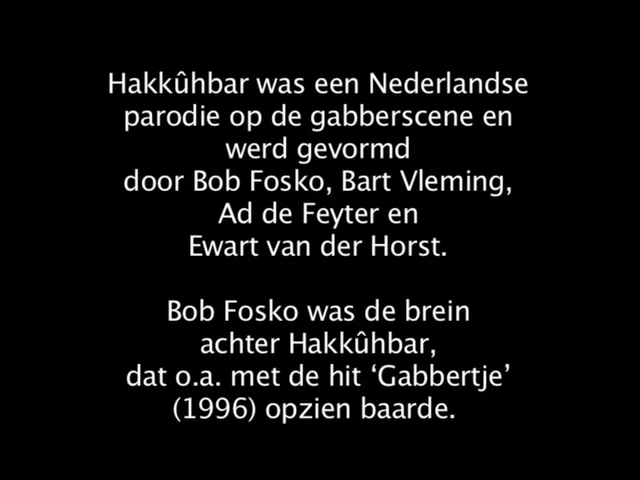 Hakkûhbar was een Nederlandse
parodie op de gabberscene en
werd gevormd
door Bob Fosko, Bart Vleming,
Ad de Feyter en
Ewart van der Horst.
Bob Fosko was de brein
achter Hakkûhbar,
dat o.a. met de hit ‘Gabbertje’
(1996) opzien baarde.